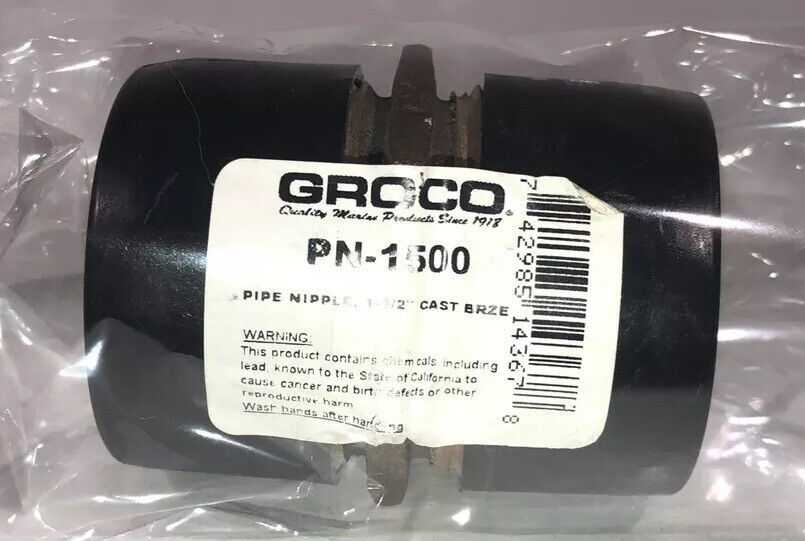 GROCO®
Quality Marine Products Since 1918
PN-1500
PIPE NIPPLE, 1-1/2" CAST BRZE
WARNING:
This product contains chemcals including
lead, known to the State of California to
cause cancer and birth defects or other
reproductive harm
Wash hands after
7 42985 14367 8